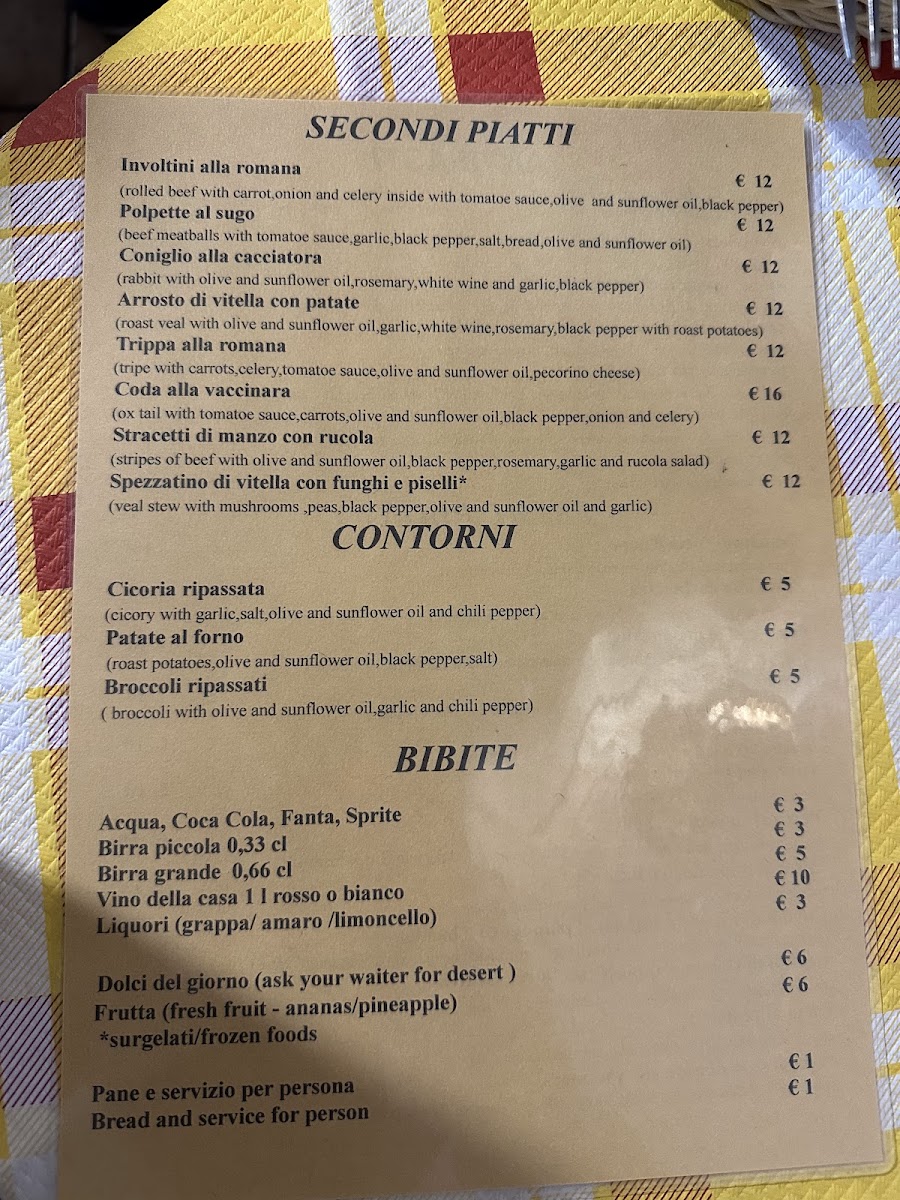 SECONDI PIATTI
Involtini alla romana € 12
(rolled beef with carrot,onion and celery inside with tomatoe sauce,olive and sunflower oil,black pepper)
Polpette al sugo € 12
(beef meatballs with tomatoe sauce,garlic,black pepper,salt,bread,olive and sunflower oil)
Coniglio alla cacciatora € 12
(rabbit with olive and sunflower oil,rosemary,white wine and garlic,black pepper)
Arrosto di vitella con patate € 12
(roast veal with olive and sunflower oil,garlic,white wine,rosemary,black pepper with roast potatoes)
Trippa alla romana € 12
(tripe with carrots,celery,tomatoe sauce,olive and sunflower oil,pecorino cheese)
Coda alla vaccinara € 16
(ox tail with tomatoe sauce,carrots,olive and sunflower oil,black pepper,onion and celery)
Stracetti di manzo con rucola € 12
(stripes of beef with olive and sunflower oil,black pepper,rosemary,garlic and rucola salad)
Spezzatino di vitella con funghi e piselli* € 12
(veal stew with mushrooms ,peas,black pepper,olive and sunflower oil and garlic)
CONTORNI
Cicoria ripassata € 5
(cicory with garlic,salt,olive and sunflower oil and chili pepper)
Patate al forno € 5
(roast potatoes,olive and sunflower oil,black pepper,salt)
Broccoli ripassati € 5
( broccoli with olive and sunflower oil,garlic and chili pepper)
BIBITE
Acqua, Coca Cola, Fanta, Sprite € 3
Birra piccola 0,33 cl € 3
Birra grande 0,66 cl € 5
Vino della casa 1 l rosso o bianco € 10
Liquori (grappa/ amaro /limoncello) € 3
Dolci del giorno (ask your waiter for desert ) € 6
Frutta (fresh fruit - ananas/pineapple) € 6
*surgelati/frozen foods
Pane e servizio per persona € 1
Bread and service for person € 1